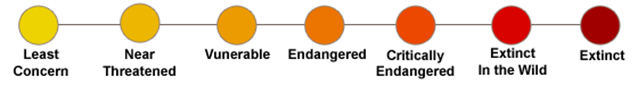 Least
Concern
Near
Threatened
Vunerable
Endangered
Critically
Endangered
Extinct
In the Wild
Extinct